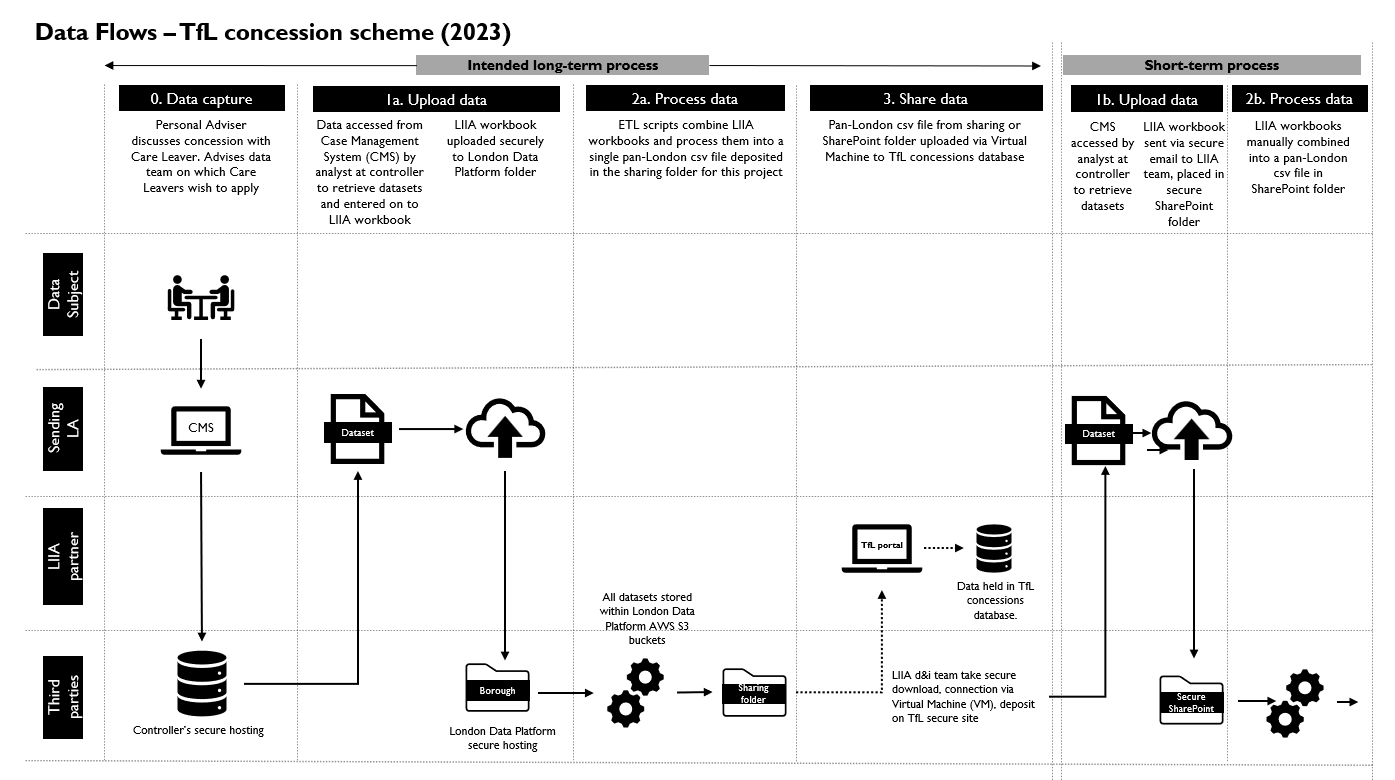 Data Flows – TfL concession scheme (2023)
Intended long-term process
Short-term process
0. Data capture
1a. Upload data
2a. Process data
3. Share data
1b. Upload data
2b. Process data
Personal Adviser
discusses concession with
Care Leaver. Advises data
team on which Care
Leavers wish to apply
Data accessed from
Case Management
System (CMS) by
analyst at controller
to retrieve datasets
and entered on to
LIIA workbook
LIIA workbook
uploaded securely
to London Data
Platform folder
ETL scripts combine LIIA
workbooks and process them into a
single pan-London csv file deposited
in the sharing folder for this project
Pan-London csv file from sharing or
SharePoint folder uploaded via Virtual
Machine to TfL concessions database
CMS
accessed by
analyst at
controller
to retrieve
datasets
LIIA workbook
sent via secure
email to LIIA
team, placed in
secure
SharePoint
folder
LIIA workbooks
manually combined
into a pan-London
csv file in
SharePoint folder
Data
Subject
Sending
LA
CMS
Dataset
Dataset
LIIA
partner
TfL portal
Data held in TfL
concessions
database.
All datasets stored
within London Data
Platform AWS S3
buckets
Third
parties
Controller's secure hosting
Borough
London Data Platform
secure hosting
Sharing
folder
LIIA d&i team take secure
download, connection via
Virtual Machine (VM), deposit
on TfL secure site
Secure
SharePoint